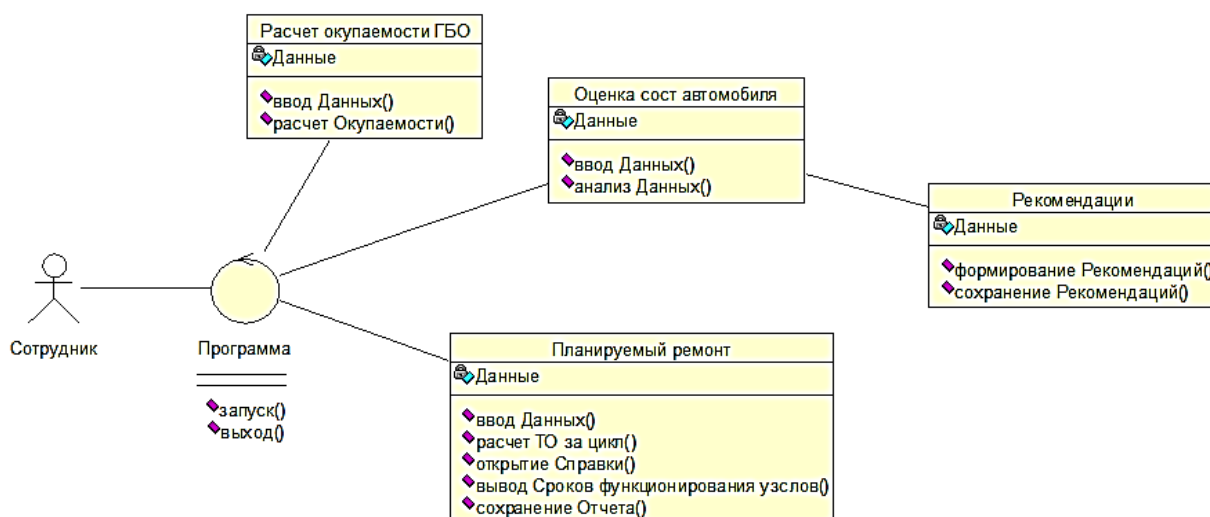 Расчет окупаемости ГБО
Данные
ввод Данных()
расчет Окупаемости()
Оценка сост автомобиля
Данные
ввод Данных()
анализ Данных()
Рекомендации
Данные
формирование Рекомендаций()
сохранение Рекомендаций()
Сотрудник
Программа
запуск()
выход()
Планируемый ремонт
Данные
ввод Данных()
расчет ТО за цикл()
открытие Справки()
вывод Сроков функционирования узслов()
сохранение Отчета()